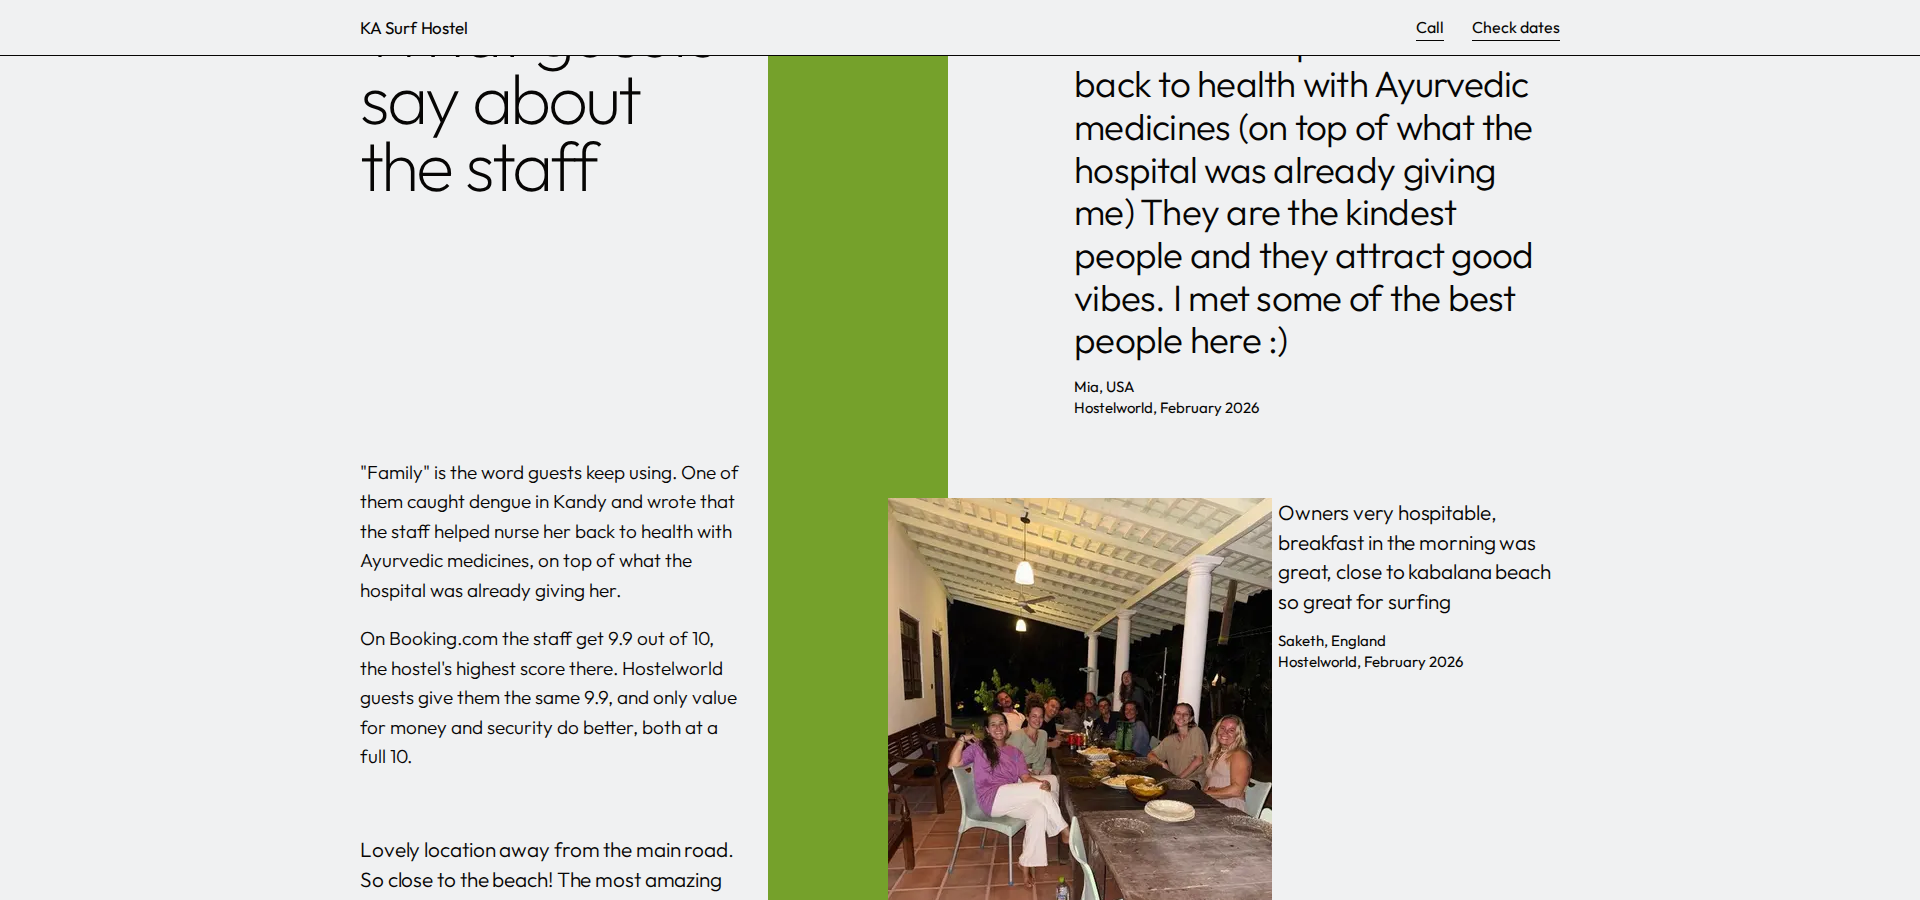 KA Surf Hostel
Call
Check dates
say about
the staff
"Family" is the word guests keep using. One of
them caught dengue in Kandy and wrote that
the staff helped nurse her back to health with
Ayurvedic medicines, on top of what the
hospital was already giving her.
On Booking.com the staff get 9.9 out of 10,
the hostel's highest score there. Hostelworld
guests give them the same 9.9, and only value
for money and security do better, both at a
full 10.
Lovely location away from the main road.
So close to the beach! The most amazing
back to health with Ayurvedic
medicines (on top of what the
hospital was already giving
me) They are the kindest
people and they attract good
vibes. I met some of the best
people here :)
Mia, USA
Hostelworld, February 2026
Owners very hospitable,
breakfast in the morning was
great, close to kabalana beach
so great for surfing
Saketh, England
Hostelworld, February 2026